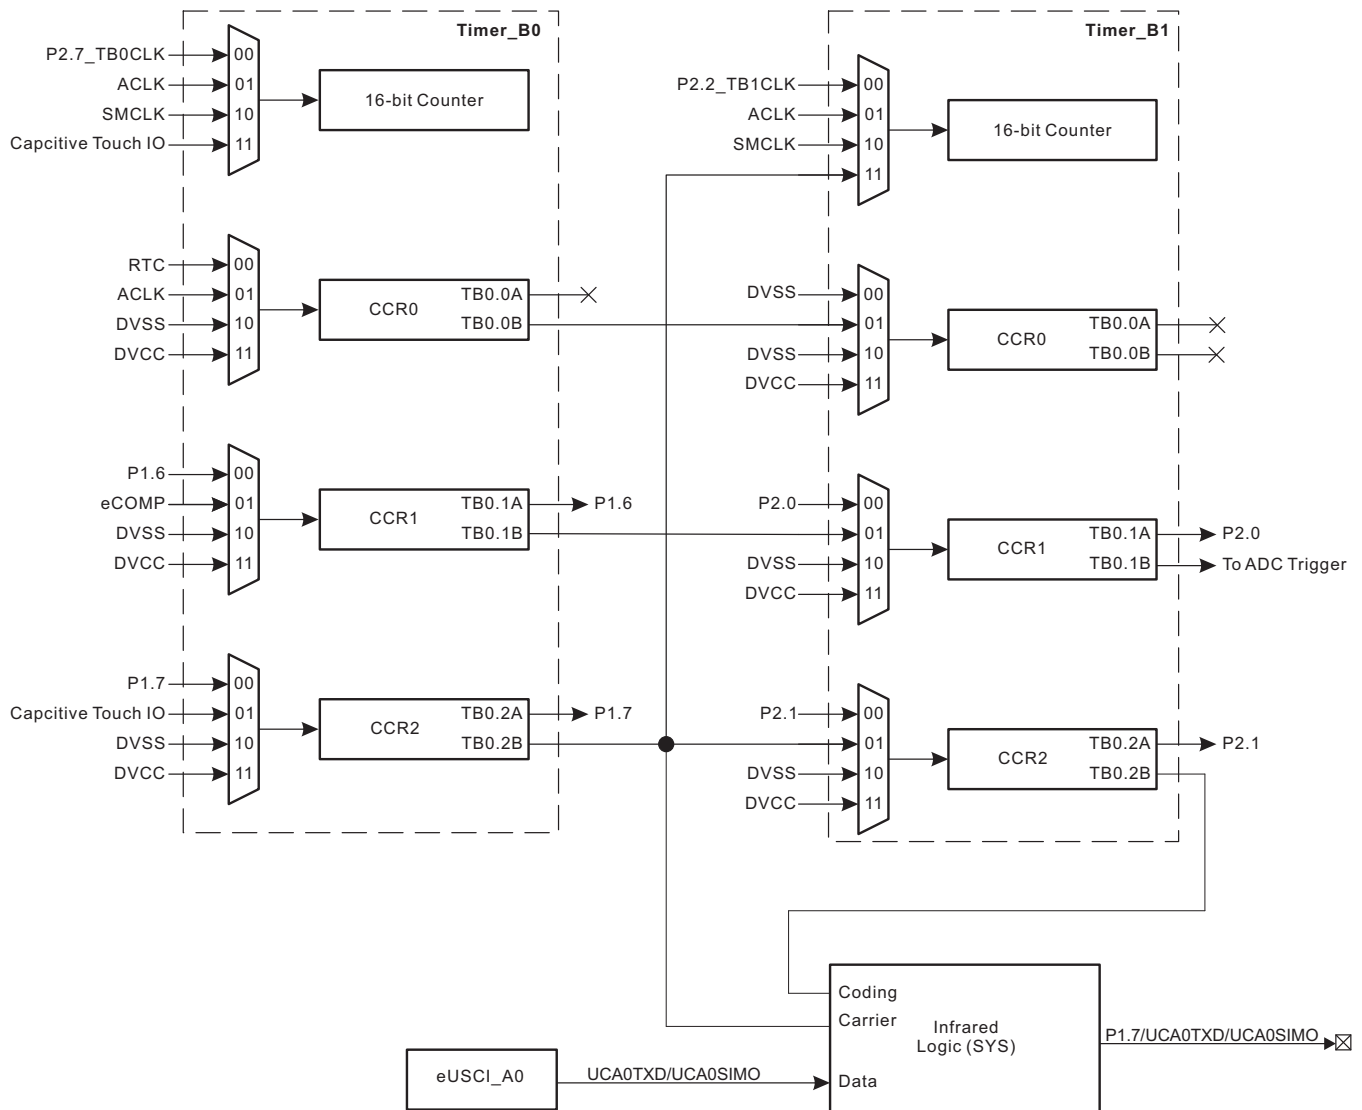 Timer_B0
P2.7_TB0CLK
00
ACLK
01
SMCLK
10
Capcitive Touch IO
11
16-bit Counter
RTC
00
ACLK
01
DVSS
10
DVCC
11
CCR0
TB0.0A
TB0.0B
P1.6
00
eCOMP
01
DVSS
10
DVCC
11
CCR1
TB0.1A
P1.6
TB0.1B
P1.7
00
Capcitive Touch IO
01
DVSS
10
DVCC
11
CCR2
TB0.2A
P1.7
TB0.2B
Timer_B1
P2.2_TB1CLK
00
ACLK
01
SMCLK
10
11
16-bit Counter
DVSS
00
01
DVSS
10
DVCC
11
CCR0
TB0.0A
TB0.0B
P2.0
00
01
DVSS
10
DVCC
11
CCR1
TB0.1A
P2.0
TB0.1B
To ADC Trigger
P2.1
00
01
DVSS
10
DVCC
11
CCR2
TB0.2A
P2.1
TB0.2B
Coding
Carrier
Infrared
Logic (SYS)
P1.7/UCA0TXD/UCA0SIMO
eUSCI_A0
UCA0TXD/UCA0SIMO
Data